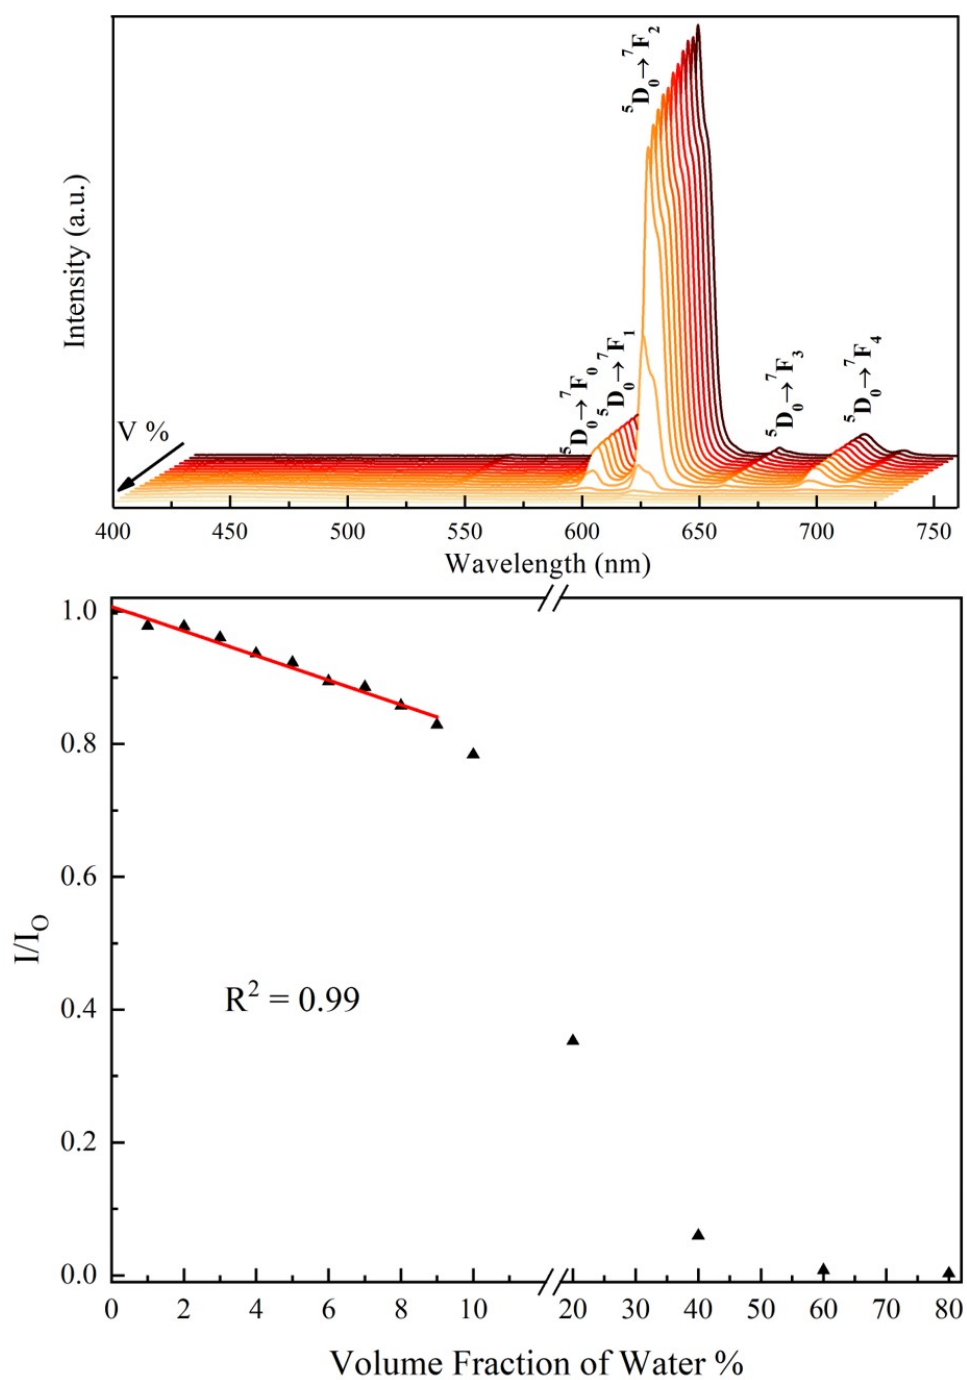 Intensity (a.u.)
V %
⁵D₀→⁷F₀
⁵D₀→⁷F₁
⁵D₀→⁷F₂
⁵D₀→⁷F₃
⁵D₀→⁷F₄
400 450 500 550 600 650 700 750
Wavelength (nm)
I/I_O
1.0
0.8
0.6
0.4
0.2
0.0
R² = 0.99
0 2 4 6 8 10 20 30 40 50 60 70 80
Volume Fraction of Water %